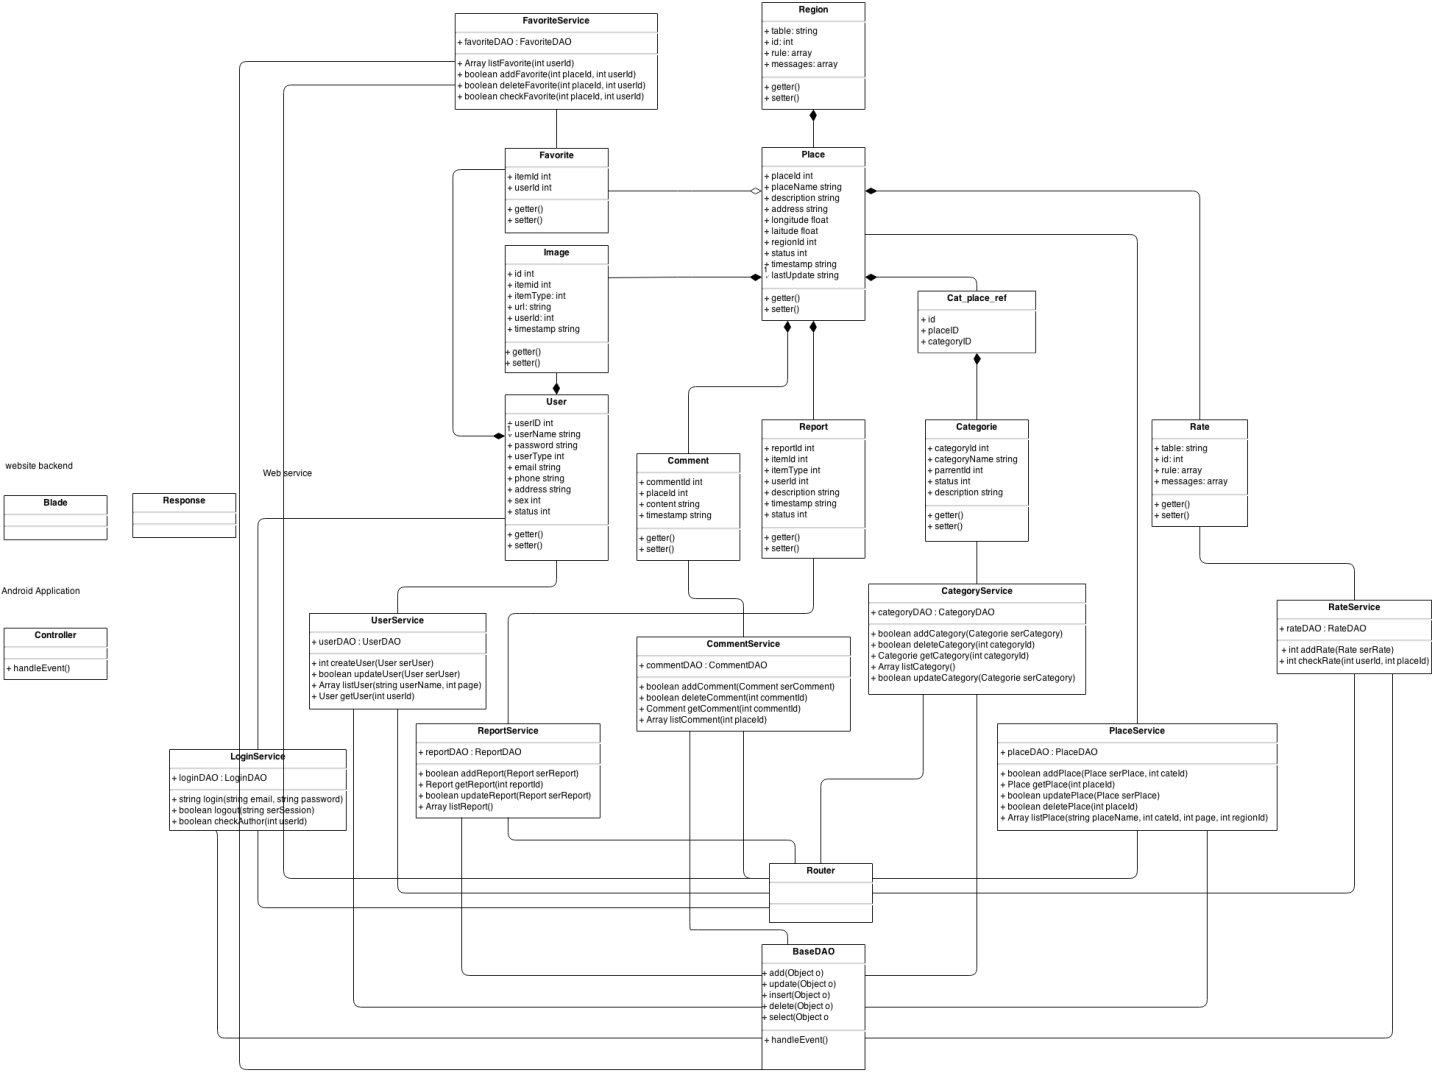 FavoriteService
+ favoriteDAO : FavoriteDAO
+ Array listFavorite(int userId)
+ boolean addFavorite(int placeId, int userId)
+ boolean deleteFavorite(int placeId, int userId)
+ boolean checkFavorite(int placeId, int userId)
Region
+ table: string
+ id: int
+ rule: array
+ messages: array
+ getter()
+ setter()
Favorite
+ itemId int
+ userId int
+ getter()
+ setter()
Place
+ placeId int
+ placeName string
+ description string
+ address string
+ longitude float
+ laitude float
+ regionId int
+ status int
+ timestamp string
1
+ lastUpdate string
+ getter()
+ setter()
Image
+ id int
+ itemid int
+ itemType: int
+ url: string
+ userId: int
+ timestamp string
+ getter()
+ setter()
Cat_place_ref
+ id
+ placeID
+ categoryID
User
+ userID int
1
+ userName string
+ password string
+ userType int
+ email string
+ phone string
+ address string
+ sex int
+ status int
+ getter()
+ setter()
Comment
+ commentId int
+ placeId int
+ content string
+ timestamp string
+ getter()
+ setter()
Report
+ reportId int
+ itemId int
+ itemType int
+ userId int
+ description string
+ timestamp string
+ status int
+ getter()
+ setter()
Categorie
+ categoryId int
+ categoryName string
+ parentId int
+ status int
+ description string
+ getter()
+ setter()
Rate
+ table: string
+ id: int
+ rule: array
+ messages: array
+ getter()
+ setter()
website backend
Web service
Blade
Response
Android Application
Controller
+ handleEvent()
UserService
+ userDAO : UserDAO
+ int createUser(User serUser)
+ boolean updateUser(User serUser)
+ Array listUser(string userName, int page)
+ User getUser(int userId)
CommentService
+ commentDAO : CommentDAO
+ boolean addComment(Comment serComment)
+ boolean deleteComment(int commentId)
+ Comment getComment(int commentId)
+ Array listComment(int placeId)
CategoryService
+ categoryDAO : CategoryDAO
+ boolean addCategory(Categorie serCategory)
+ boolean deleteCategory(int categoryId)
+ Categorie getCategory(int categoryId)
+ Array listCategory()
+ boolean updateCategory(Categorie serCategory)
RateService
+ rateDAO : RateDAO
+ int addRate(Rate serRate)
+ int checkRate(int userId, int placeId)
LoginService
+ loginDAO : LoginDAO
+ string login(string email, string password)
+ boolean logout(string serSession)
+ boolean checkAuthor(int userId)
ReportService
+ reportDAO : ReportDAO
+ boolean addReport(Report serReport)
+ Report getReport(int reportId)
+ boolean updateReport(Report serReport)
+ Array listReport()
PlaceService
+ placeDAO : PlaceDAO
+ boolean addPlace(Place serPlace, int cateId)
+ Place getPlace(int placeId)
+ boolean updatePlace(Place serPlace)
+ boolean deletePlace(int placeId)
+ Array listPlace(string placeName, int cateId, int page, int regionId)
Router
BaseDAO
+ add(Object o)
+ update(Object o)
+ insert(Object o)
+ delete(Object o)
+ select(Object o
+ handleEvent()